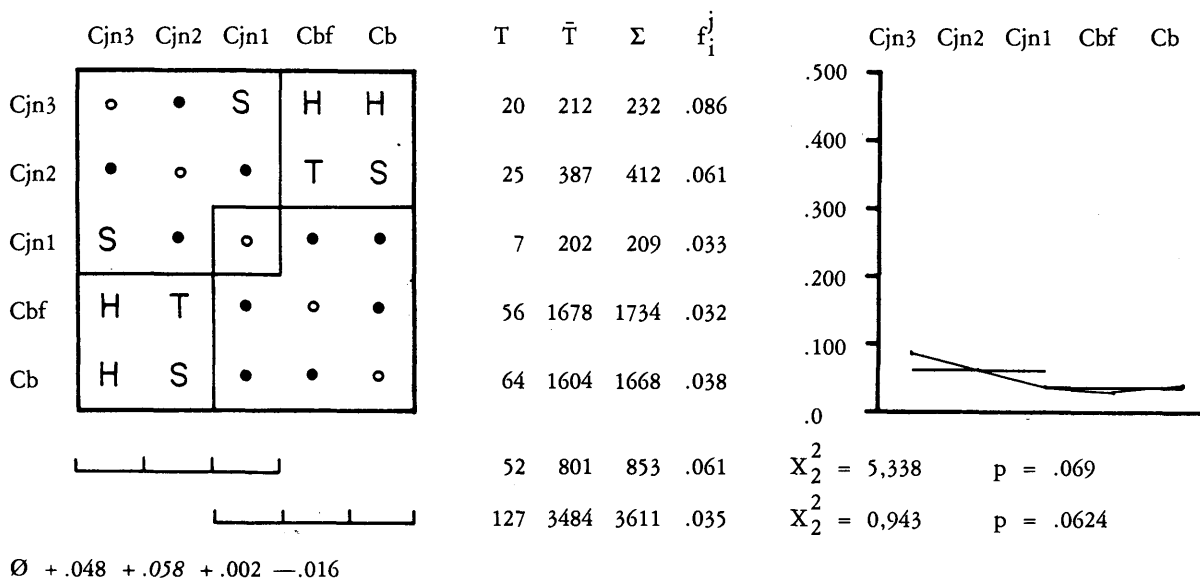 Cjn3 Cjn2 Cjn1 Cbf Cb T T̄ Σ f_i^j Cjn3 Cjn2 Cjn1 Cbf Cb
.500
Cjn3 ○ ● S H H 20 212 232 .086
.400
Cjn2 ● ○ ● T S 25 387 412 .061
.300
Cjn1 S ● ○ ● ● 7 202 209 .033
.200
Cbf H T ● ○ ● 56 1678 1734 .032
.100
Cb H S ● ● ○ 64 1604 1668 .038
.0
52 801 853 .061 X₂² = 5,338 p = .069
127 3484 3611 .035 X₂² = 0,943 p = .0624
Ø +.048 +.058 +.002 —.016